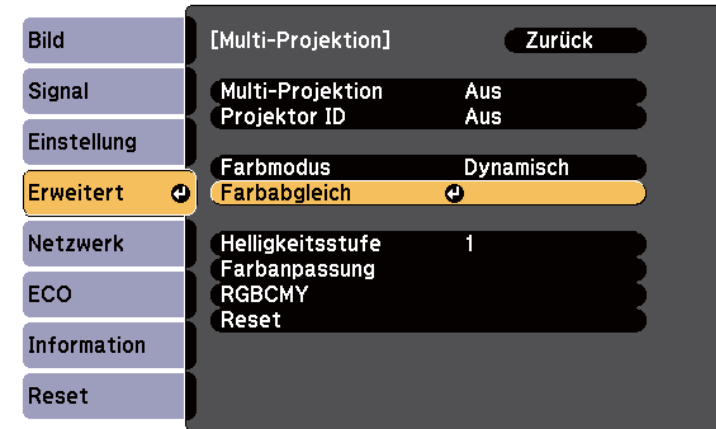 Bild
Signal
Einstellung
Erweitert
Netzwerk
ECO
Information
Reset
[Multi-Projektion] Zurück
Multi-Projektion Aus
Projektor ID Aus
Farbmodus Dynamisch
Farbabgleich
Helligkeitsstufe 1
Farbanpassung
RGBCMY
Reset